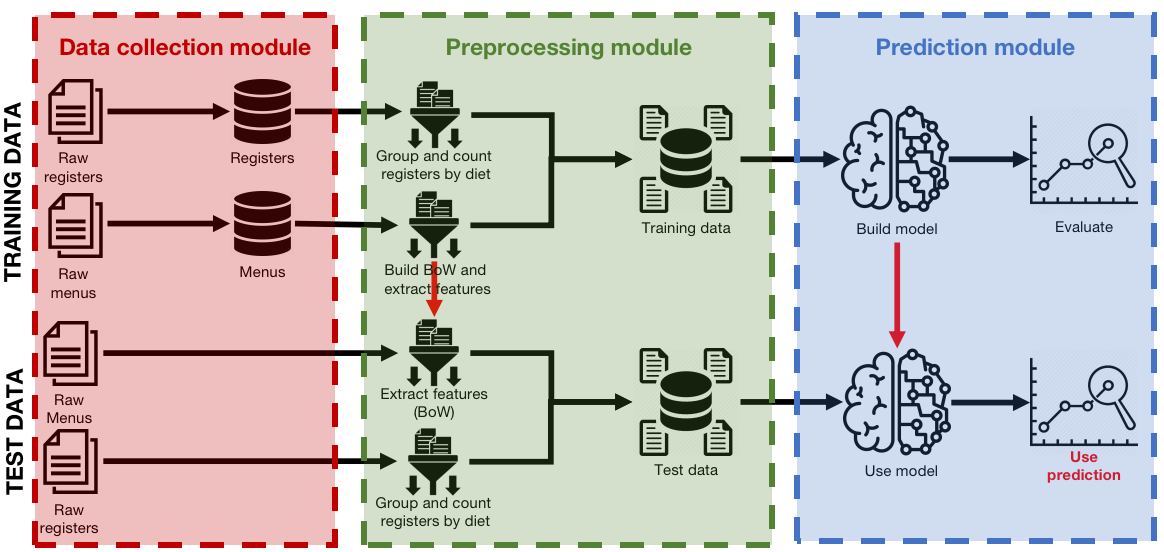 Data collection module
Preprocessing module
Prediction module
TRAINING DATA
Raw
registers
Registers
Group and count
registers by diet
Raw
menus
Menus
Build BoW and
extract features
Training data
Build model
Evaluate
TEST DATA
Raw
Menus
Extract features
(BoW)
Raw
registers
Group and count
registers by diet
Test data
Use model
Use
prediction